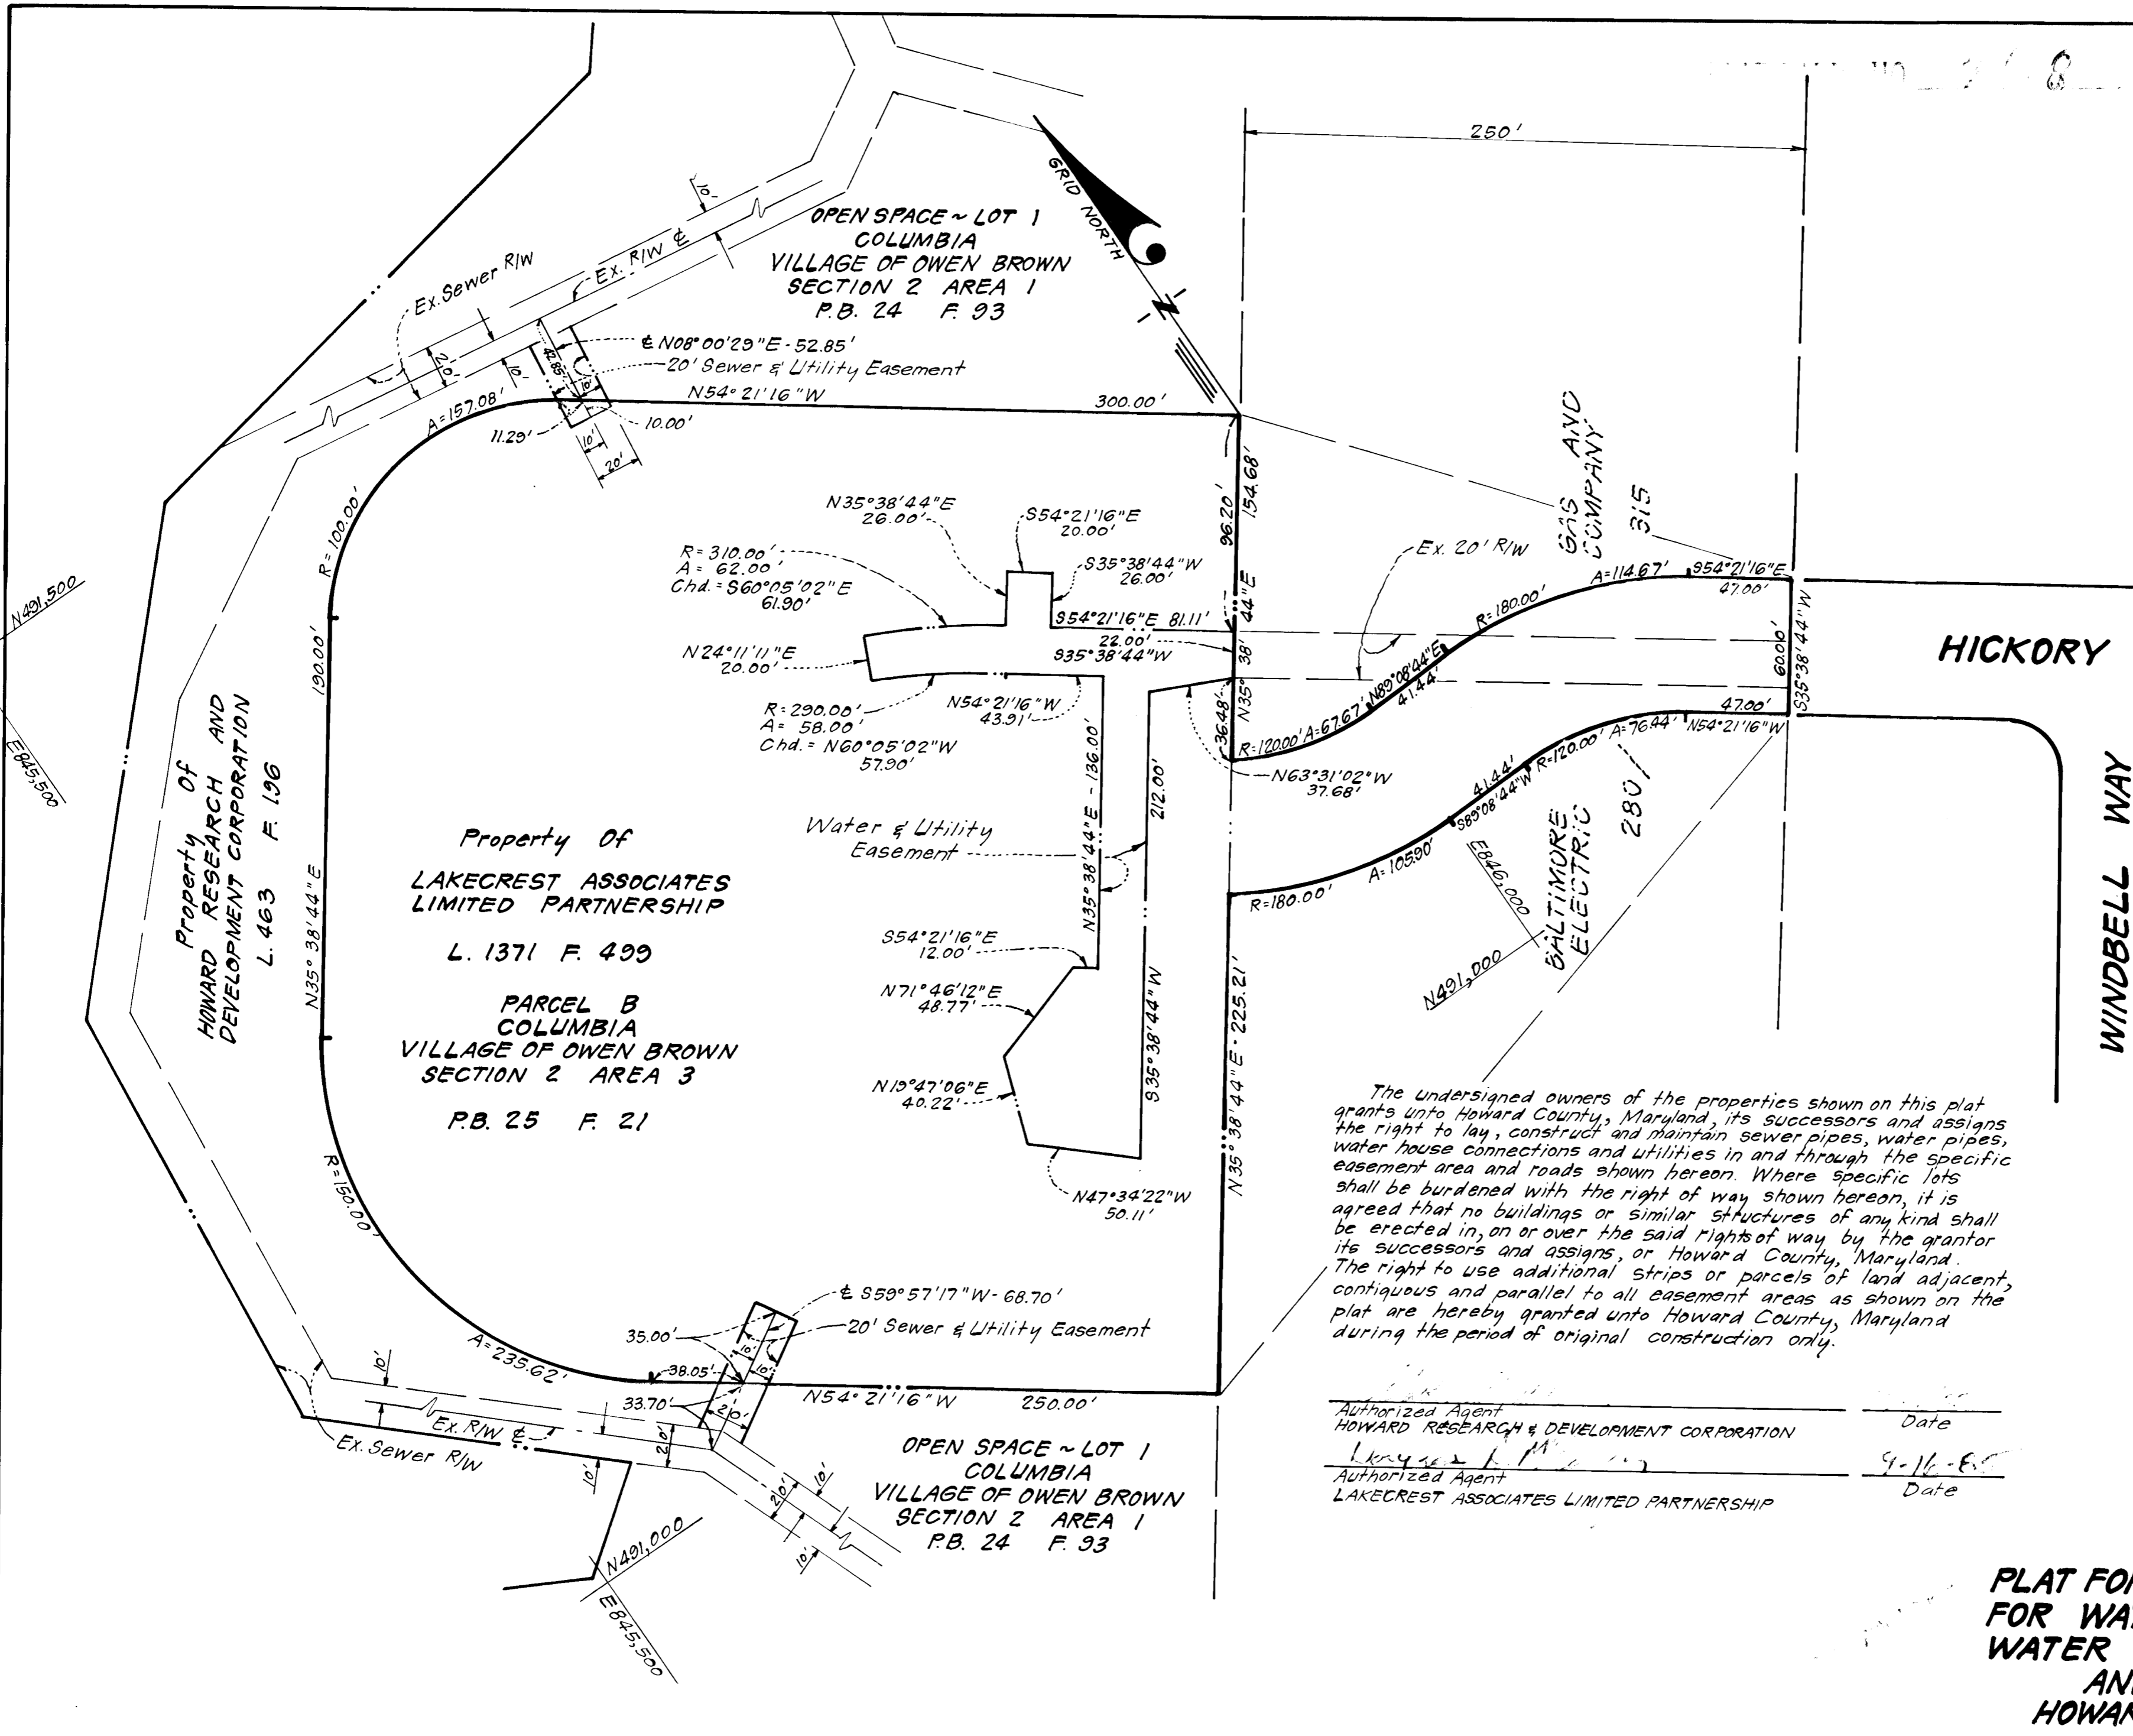 250'
GRID NORTH
N
10'
OPEN SPACE ~ LOT 1
COLUMBIA
VILLAGE OF OWEN BROWN
SECTION 2 AREA 1
P.B. 24 F. 93
Ex. Sewer R/W
Ex. R/W ℄
℄ N08°00'29"E - 52.85'
20' Sewer & Utility Easement
42.85'
20'
10'
10'
10'
N54°21'16"W
300.00'
A=157.08'
11.29'
10.00'
10'
20'
R=100.00'
190.00'
N35°38'44"E
N491,500
E845,500
N35°38'44"E
26.00'
S54°21'16"E
20.00'
S35°38'44"W
26.00'
R=310.00'
A= 62.00'
Chd.= S60°05'02"E
61.90'
S54°21'16"E 81.11'
22.00'
S35°38'44"W
N24°11'11"E
20.00'
R=290.00'
A= 58.00'
Chd.= N60°05'02"W
57.90'
N54°21'16"W
43.91'
96.20'
154.68'
N35° 38' 44"E
36.48'
N63°31'02"W
37.68'
N35°38'44"E - 136.00'
212.00'
Water & Utility
Easement
S54°21'16"E
12.00'
N71°46'12"E
48.77'
N19°47'06"E
40.22'
N47°34'22"W
50.11'
S35°38'44"W
N35°38'44"E - 225.21'
GAS AND
COMPANY
315
Ex. 20' R/W
A=114.67'
S54°21'16"E
47.00'
R=180.00'
N89°08'44"E
41.44'
R=120.00' A=67.67'
60.00'
S35°38'44"W
47.00'
N54°21'16"W
A=76.44'
R=120.00'
41.44'
S89°08'44"W
A=105.90'
R=180.00'
BALTIMORE
ELECTRIC
280 /
E846,000
N491,000
HICKORY
WINDBELL WAY
Property Of
HOWARD RESEARCH AND
DEVELOPMENT CORPORATION
L. 463 F. 196
Property Of
LAKECREST ASSOCIATES
LIMITED PARTNERSHIP
L. 1371 F. 499
PARCEL B
COLUMBIA
VILLAGE OF OWEN BROWN
SECTION 2 AREA 3
P.B. 25 F. 21
R=150.00'
A=235.62'
℄ S59°57'17"W - 68.70'
20' Sewer & Utility Easement
35.00'
10'
10'
38.05'
33.70'
20'
N54°21'16"W
250.00'
10'
Ex. R/W ℄
Ex. Sewer R/W
20'
10'
10'
20'
10'
OPEN SPACE ~ LOT 1
COLUMBIA
VILLAGE OF OWEN BROWN
SECTION 2 AREA 1
P.B. 24 F. 93
N491,000
E845,500
The undersigned owners of the properties shown on this plat
grants unto Howard County, Maryland, its successors and assigns
the right to lay, construct and maintain sewer pipes, water pipes,
water house connections and utilities in and through the specific
easement area and roads shown hereon. Where specific lots
shall be burdened with the right of way shown hereon, it is
agreed that no buildings or similar structures of any kind shall
be erected in, on or over the said rights of way by the grantor
its successors and assigns, or Howard County, Maryland.
The right to use additional strips or parcels of land adjacent,
contiguous and parallel to all easement areas as shown on the
plat are hereby granted unto Howard County, Maryland
during the period of original construction only.
Authorized Agent
Date
HOWARD RESEARCH & DEVELOPMENT CORPORATION
Authorized Agent
Date
LAKECREST ASSOCIATES LIMITED PARTNERSHIP
PLAT FOR
FOR WA
WATER
AN
HOWAR